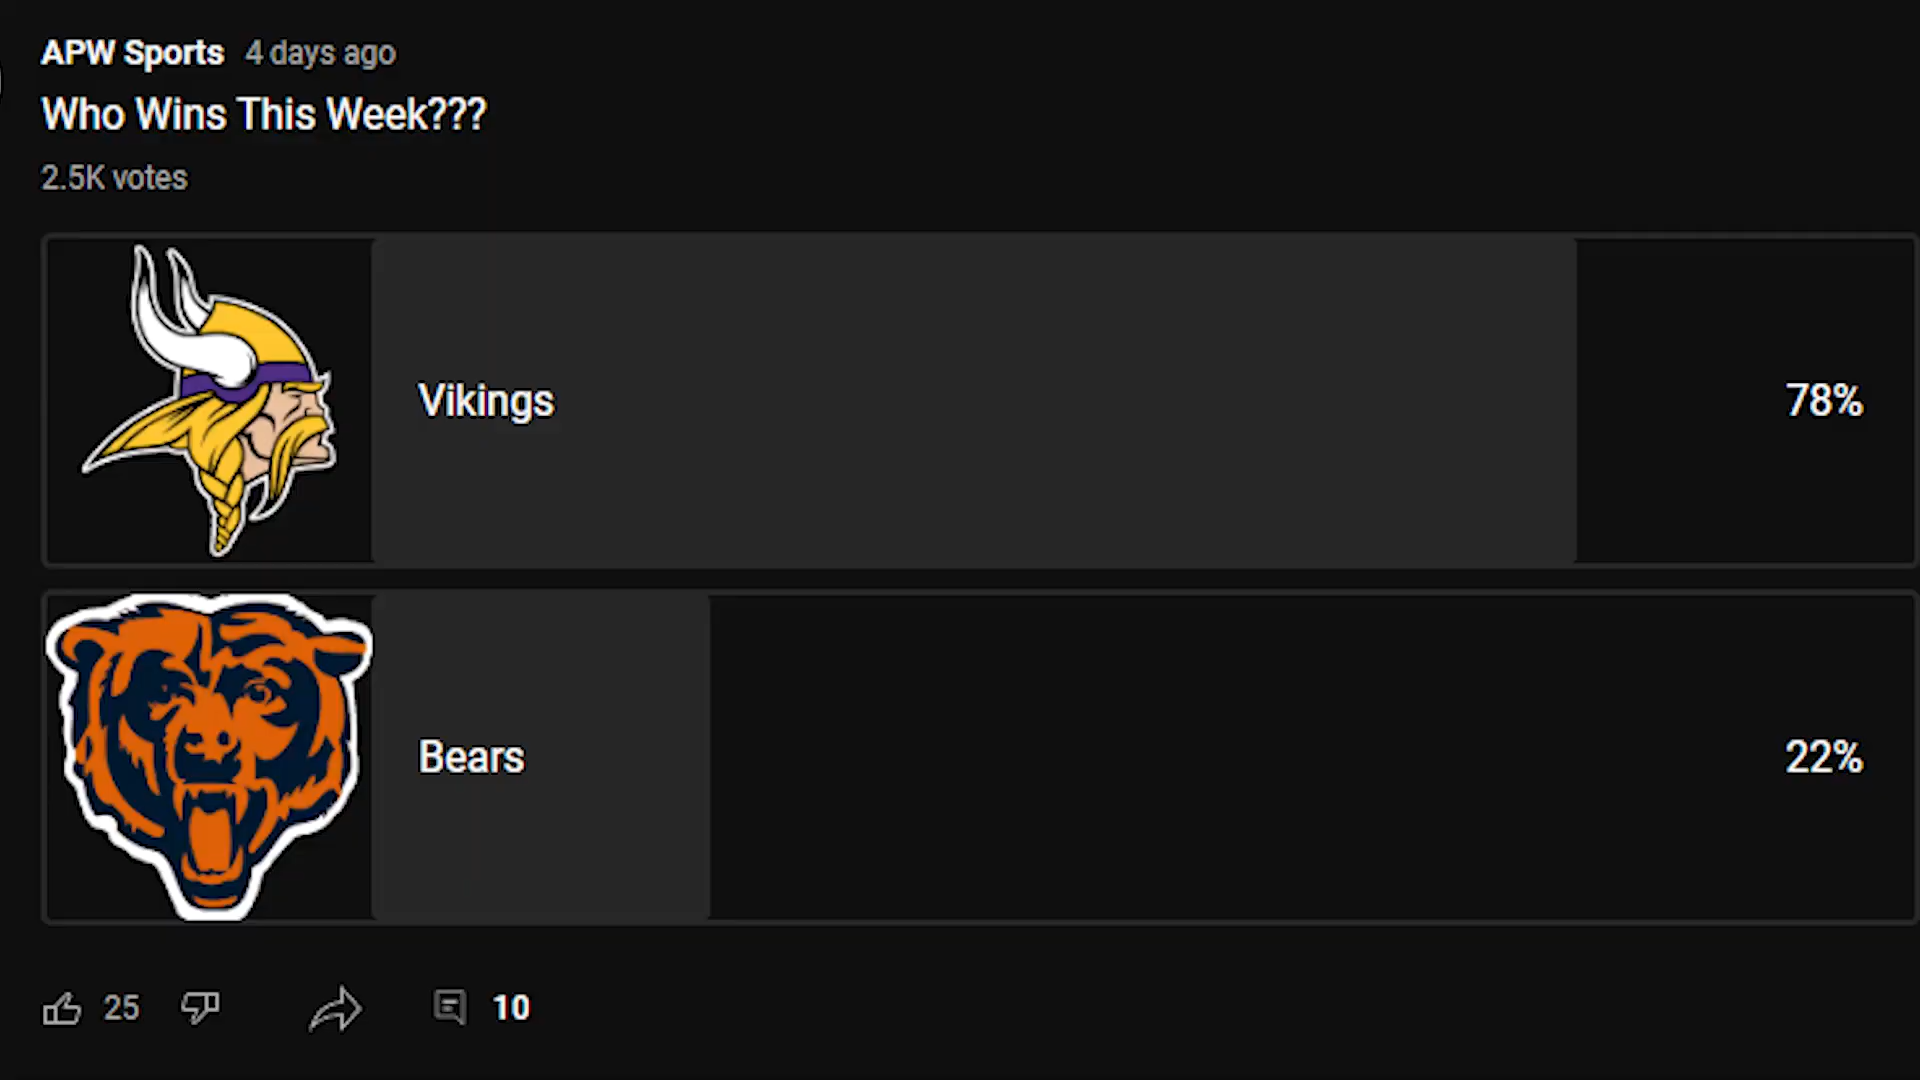 APW Sports 4 days ago
Who Wins This Week???
2.5K votes
Vikings 78%
Bears 22%
25 10